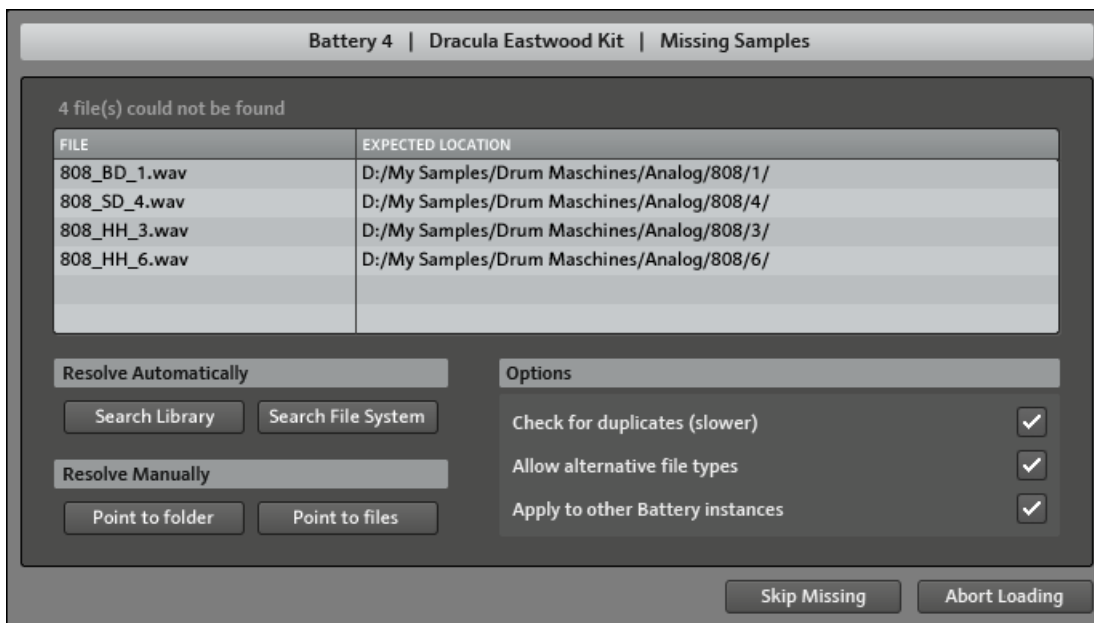 Battery 4 | Dracula Eastwood Kit | Missing Samples
4 file(s) could not be found
FILE EXPECTED LOCATION
808_BD_1.wav D:/My Samples/Drum Maschines/Analog/808/1/
808_SD_4.wav D:/My Samples/Drum Maschines/Analog/808/4/
808_HH_3.wav D:/My Samples/Drum Maschines/Analog/808/3/
808_HH_6.wav D:/My Samples/Drum Maschines/Analog/808/6/
Resolve Automatically
Search Library Search File System
Resolve Manually
Point to folder Point to files
Options
Check for duplicates (slower)
Allow alternative file types
Apply to other Battery instances
Skip Missing Abort Loading